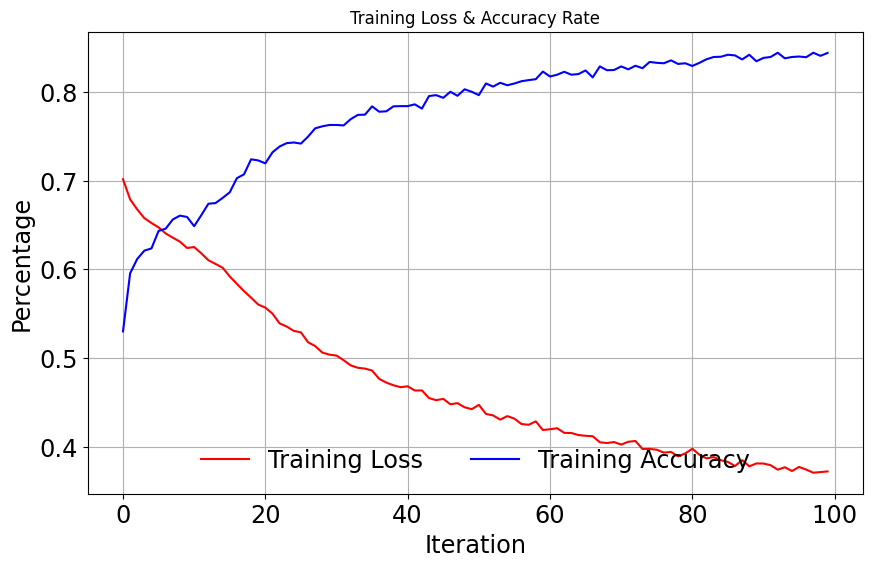 Training Loss & Accuracy Rate
Percentage
0.8
0.7
0.6
0.5
0.4
Training Loss Training Accuracy
0 20 40 60 80 100
Iteration